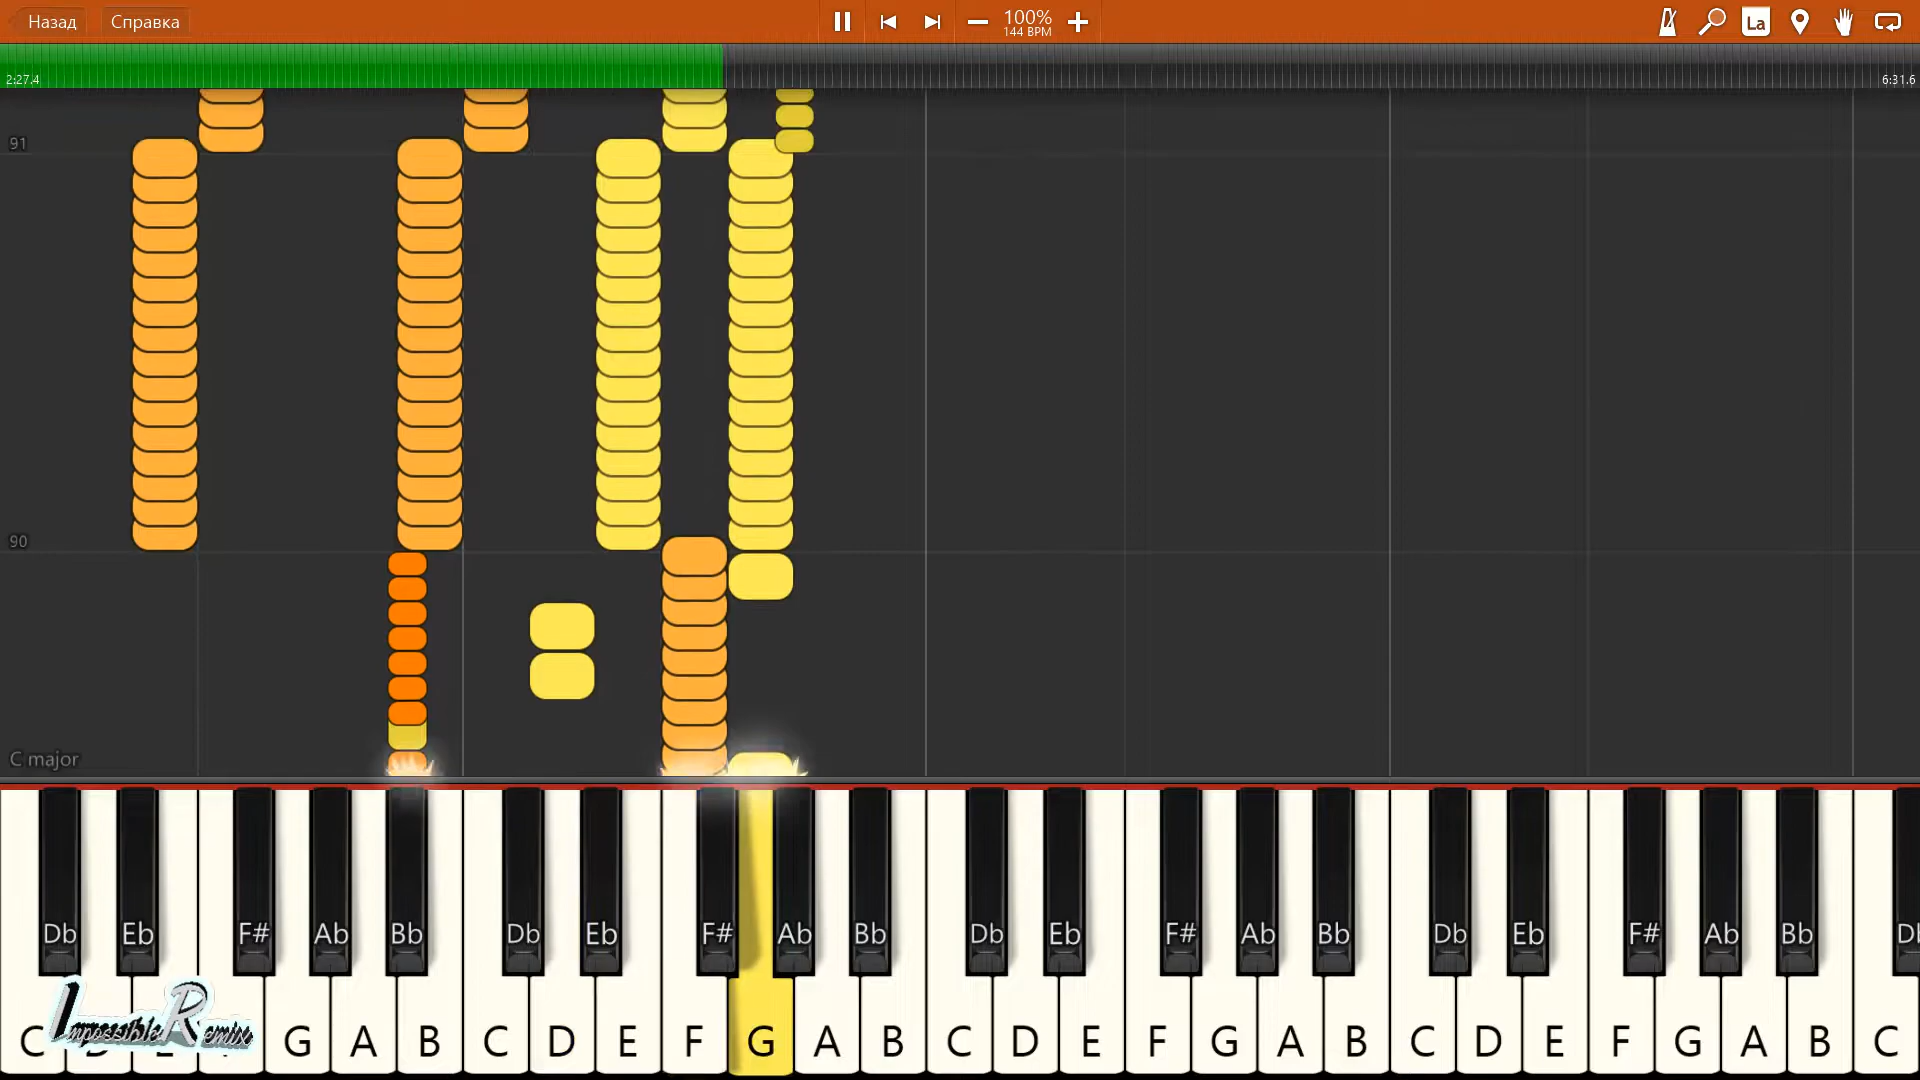 Назад Справка 100% La
144 BPM
2:27.4 6:31.6
91
90
C major
Db Eb F# Ab Bb Db Eb F# Ab Bb Db Eb F# Ab Bb Db Eb F# Ab Bb
C D E G A B C D E F G A B C D E F G A B C D E F G A B C
ImpossibleRemix